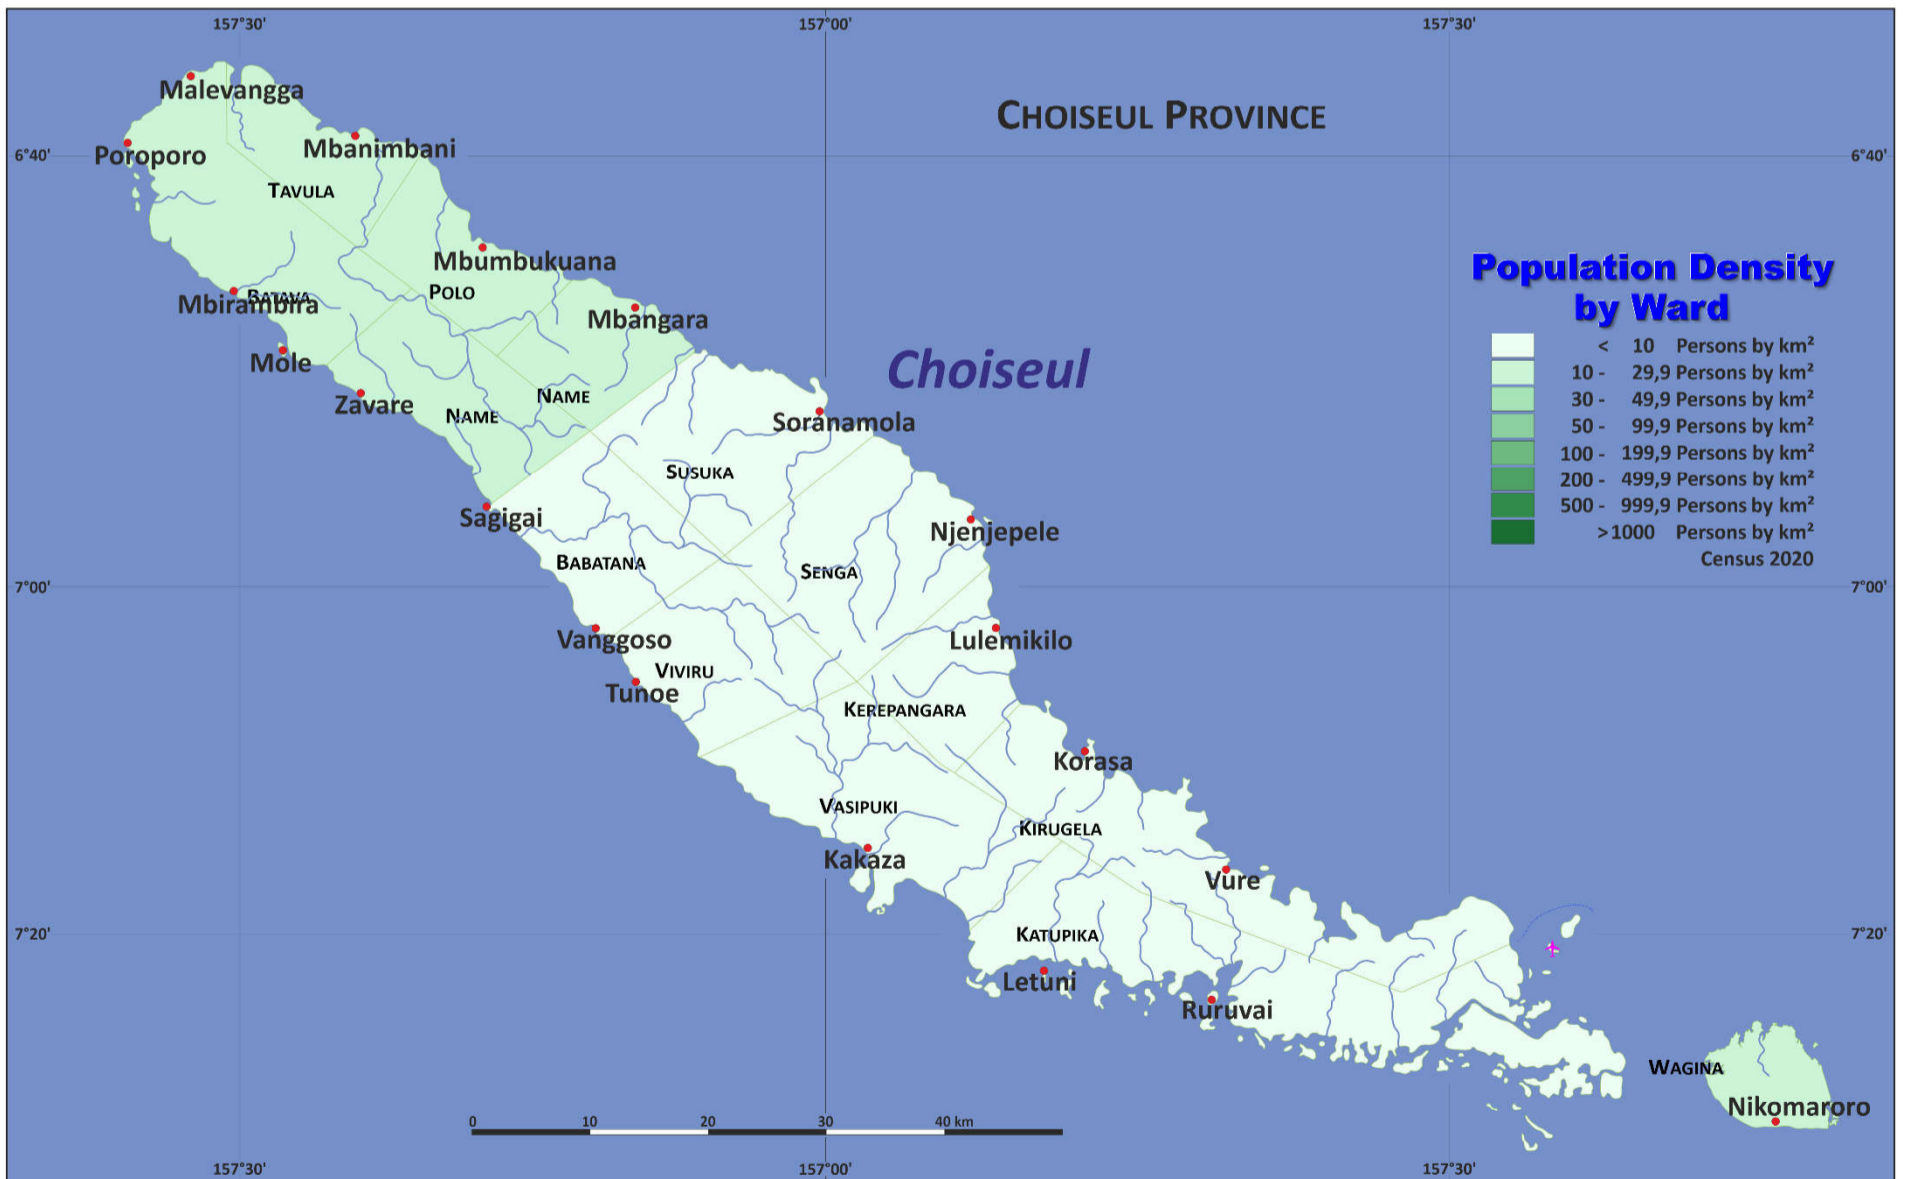 157°30'
157°00'
157°30'
CHOISEUL PROVINCE
Malevangga
Mbanimbani
6°40'
Poroporo
6°40'
TAVULA
Mbumbukuana
POLO
BATAVA
Mbirambira
Mbangara
Mole
Zavare
NAME
NAME
Choiseul
Population Density
by Ward
< 10 Persons by km²
10 - 29,9 Persons by km²
30 - 49,9 Persons by km²
50 - 99,9 Persons by km²
100 - 199,9 Persons by km²
200 - 499,9 Persons by km²
500 - 999,9 Persons by km²
>1000 Persons by km²
Census 2020
Soranamola
SUSUKA
Sagigai
Njenjepele
BABATANA
SENGA
7°00'
7°00'
Vanggoso
Lulemikilo
VIVIRU
Tunoe
KEREPANGARA
Korasa
VASIPUKI
KIRUGELA
Kakaza
Vure
7°20'
KATUPIKA
7°20'
Letuni
Ruruvai
WAGINA
Nikomaroro
0 10 20 30 40 km
157°30'
157°00'
157°30'